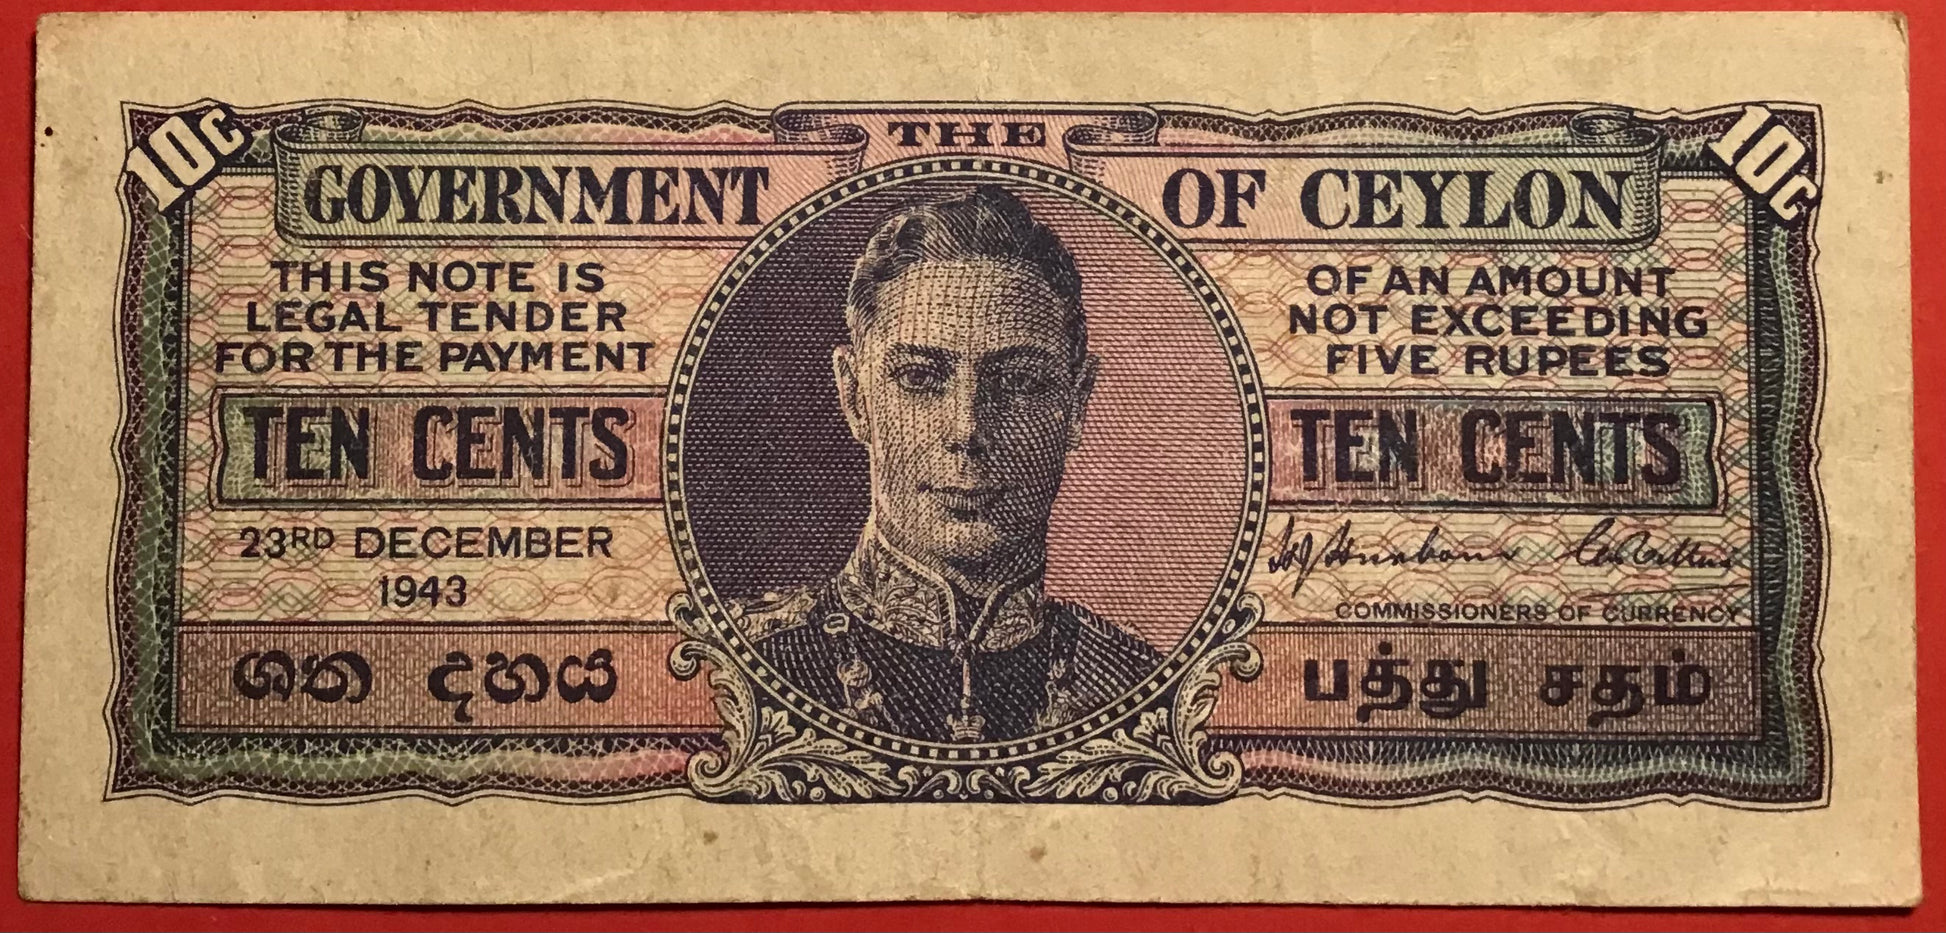 10c
10c
THE
GOVERNMENT OF CEYLON
THIS NOTE IS
LEGAL TENDER
FOR THE PAYMENT
OF AN AMOUNT
NOT EXCEEDING
FIVE RUPEES
TEN CENTS
TEN CENTS
23RD DECEMBER
1943
COMMISSIONERS OF CURRENCY
ශත දහය
பத்து சதம்